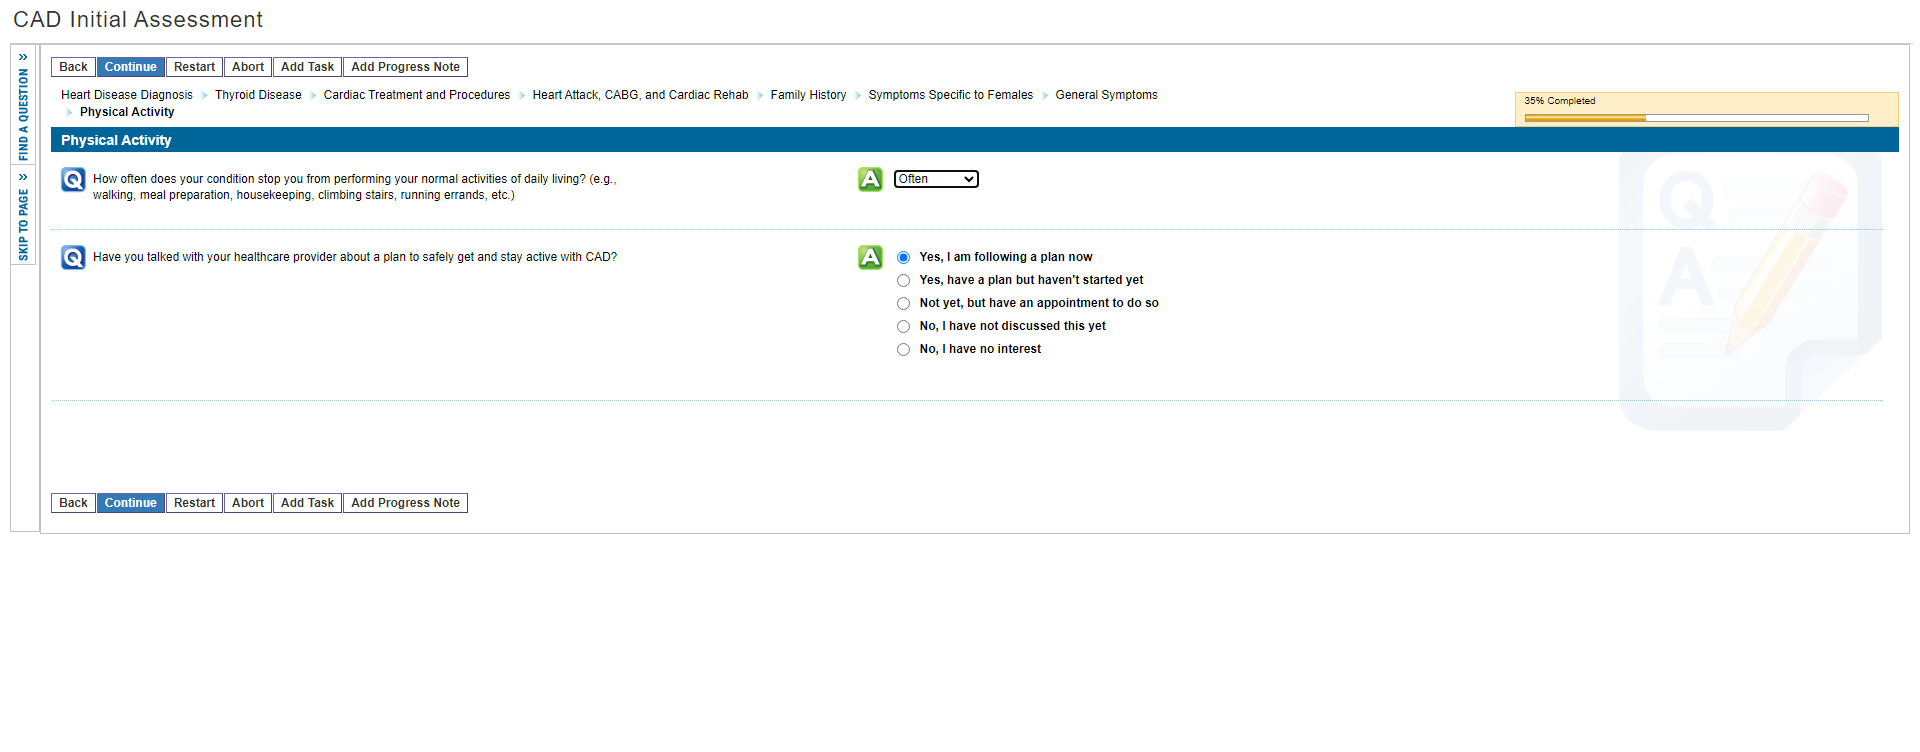 CAD Initial Assessment
» FIND A QUESTION
» SKIP TO PAGE
Back Continue Restart Abort Add Task Add Progress Note
Heart Disease Diagnosis Thyroid Disease Cardiac Treatment and Procedures Heart Attack, CABG, and Cardiac Rehab Family History Symptoms Specific to Females General Symptoms
Physical Activity
35% Completed
Physical Activity
Q How often does your condition stop you from performing your normal activities of daily living? (e.g.,
walking, meal preparation, housekeeping, climbing stairs, running errands, etc.)
A Often
Q Have you talked with your healthcare provider about a plan to safely get and stay active with CAD?
A Yes, I am following a plan now
Yes, have a plan but haven't started yet
Not yet, but have an appointment to do so
No, I have not discussed this yet
No, I have no interest
Q
A
Back Continue Restart Abort Add Task Add Progress Note